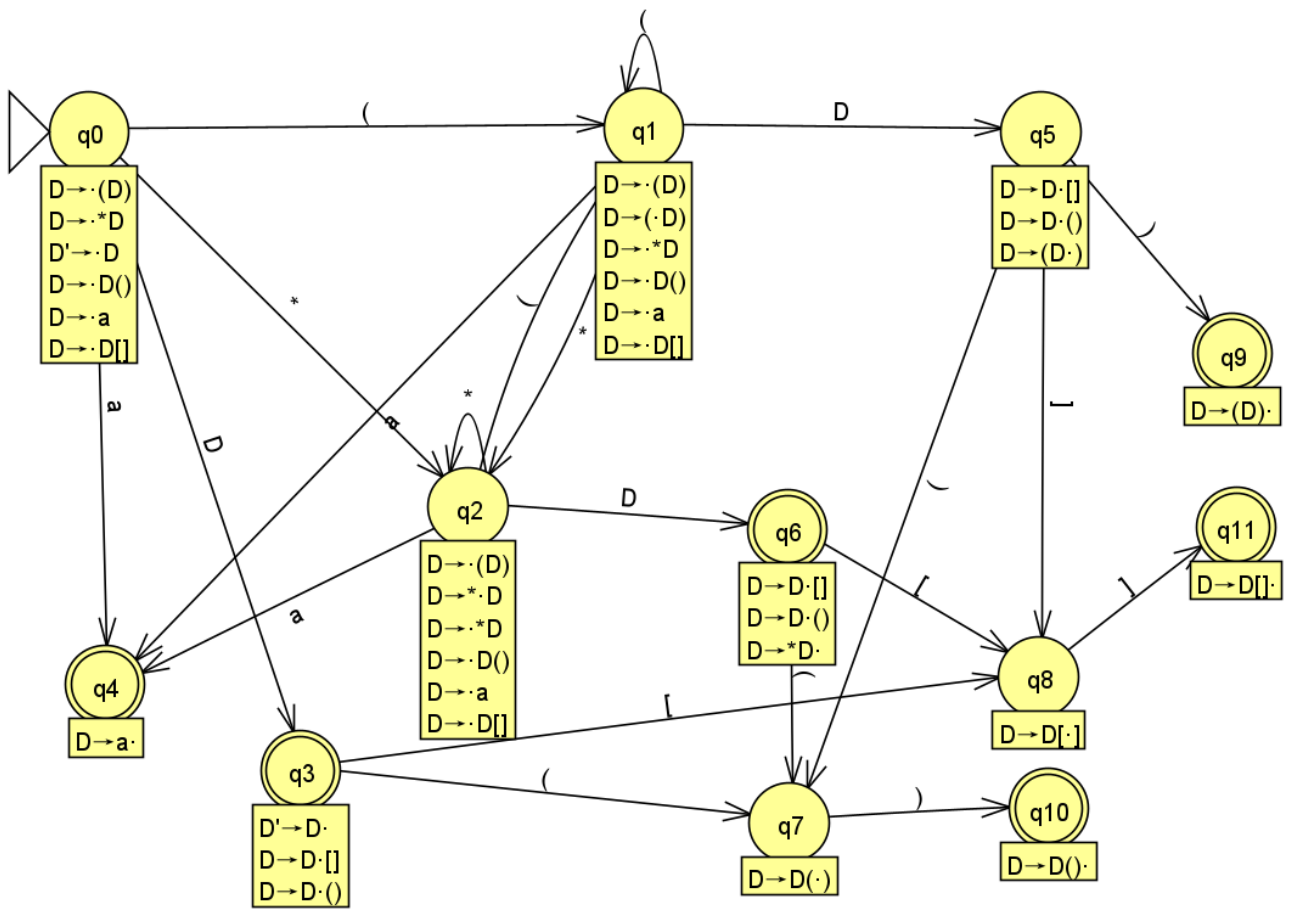 (
q0
(
q1
D
q5
D→·(D)
D→·*D
D'→·D
D→·D()
D→·a
D→·D[]
D→·(D)
D→(·D)
D→·*D
D→·D()
D→·a
D→·D[]
D→D·[]
D→D·()
D→(D·)
)
*
(
*
q9
D→(D)·
a
D
a
*
[
(
q2
D
q6
q11
D→D[]·
D→·(D)
D→*·D
D→·*D
D→·D()
D→·a
D→·D[]
D→D·[]
D→D·()
D→*D·
[
]
a
q4
D→a·
(
[
q8
D→D[·]
q3
D'→D·
D→D·[]
D→D·()
(
q7
D→D(·)
)
q10
D→D()·